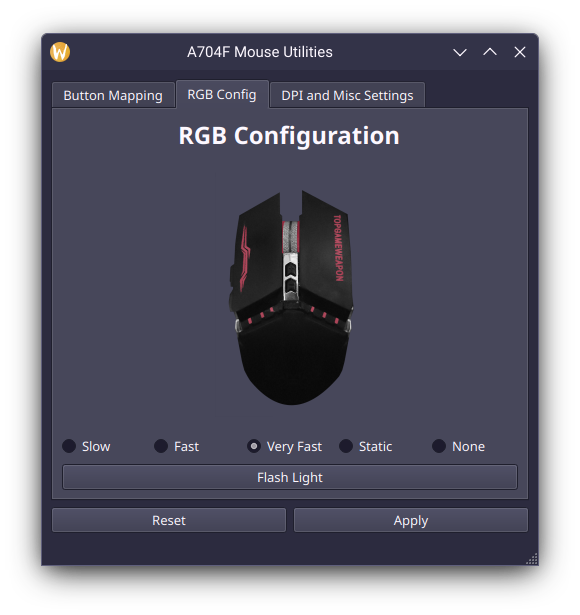 A704F Mouse Utilities
Button Mapping
RGB Config
DPI and Misc Settings
RGB Configuration
TOPGAMEWEAPON
Slow
Fast
Very Fast
Static
None
Flash Light
Reset
Apply